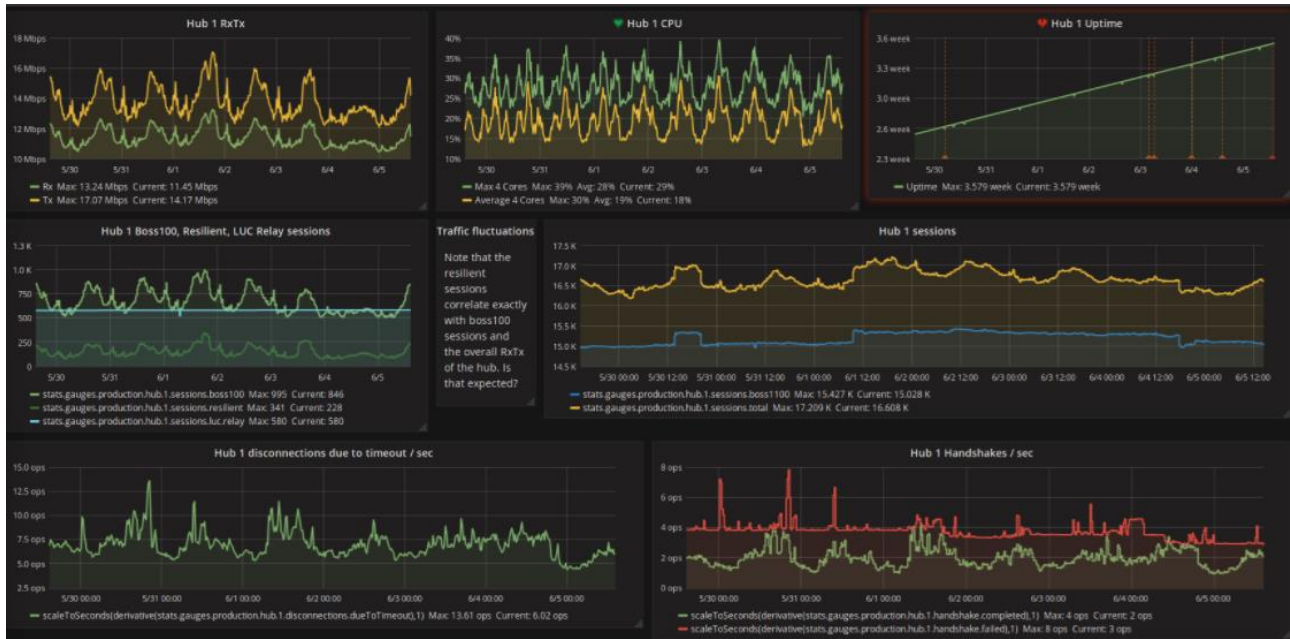 Hub 1 RxTx
18 Mbps
16 Mbps
14 Mbps
12 Mbps
10 Mbps
5/30 5/31 6/1 6/2 6/3 6/4 6/5
Rx Max: 13.24 Mbps Current: 11.45 Mbps
Tx Max: 17.07 Mbps Current: 14.17 Mbps
Hub 1 CPU
40%
35%
30%
25%
20%
15%
10%
5/30 5/31 6/1 6/2 6/3 6/4 6/5
Max 4 Cores Max: 39% Avg: 28% Current: 29%
Average 4 Cores Max: 30% Avg: 19% Current: 18%
Hub 1 Uptime
3.6 week
3.3 week
3.0 week
2.6 week
2.3 week
5/30 5/31 6/1 6/2 6/3 6/4 6/5
Uptime Max: 3.579 week Current: 3.579 week
Hub 1 Boss100, Resilient, LUC Relay sessions
1.3 K
1.0 K
750
500
250
0
5/30 5/31 6/1 6/2 6/3 6/4 6/5
stats.gauges.production.hub.1.sessions.boss100 Max: 995 Current: 846
stats.gauges.production.hub.1.sessions.resilient Max: 341 Current: 228
stats.gauges.production.hub.1.sessions.luc.relay Max: 580 Current: 580
Traffic fluctuations
Note that the
resilient
sessions
correlate exactly
with boss100
sessions and
the overall RxTx
of the hub. Is
that expected?
Hub 1 sessions
17.5 K
17.0 K
16.5 K
16.0 K
15.5 K
15.0 K
14.5 K
5/30 00:00 5/30 12:00 5/31 00:00 5/31 12:00 6/1 00:00 6/1 12:00 6/2 00:00 6/2 12:00 6/3 00:00 6/3 12:00 6/4 00:00 6/4 12:00 6/5 00:00 6/5 12:00
stats.gauges.production.hub.1.sessions.boss1100 Max: 15.427 K Current: 15.028 K
stats.gauges.production.hub.1.sessions.total Max: 17.209 K Current: 16.608 K
Hub 1 disconnections due to timeout / sec
15.0 ops
12.5 ops
10.0 ops
7.5 ops
5.0 ops
2.5 ops
5/30 00:00 5/31 00:00 6/1 00:00 6/2 00:00 6/3 00:00 6/4 00:00 6/5 00:00
scaleToSeconds(derivative(stats.gauges.production.hub.1.disconnections.dueToTimeout),1) Max: 13.61 ops Current: 6.02 ops
Hub 1 Handshakes / sec
8 ops
6 ops
4 ops
2 ops
0 ops
5/30 00:00 5/31 00:00 6/1 00:00 6/2 00:00 6/3 00:00 6/4 00:00 6/5 00:00
scaleToSeconds(derivative(stats.gauges.production.hub.1.handshake.completed),1) Max: 4 ops Current: 2 ops
scaleToSeconds(derivative(stats.gauges.production.hub.1.handshake.failed),1) Max: 8 ops Current: 3 ops